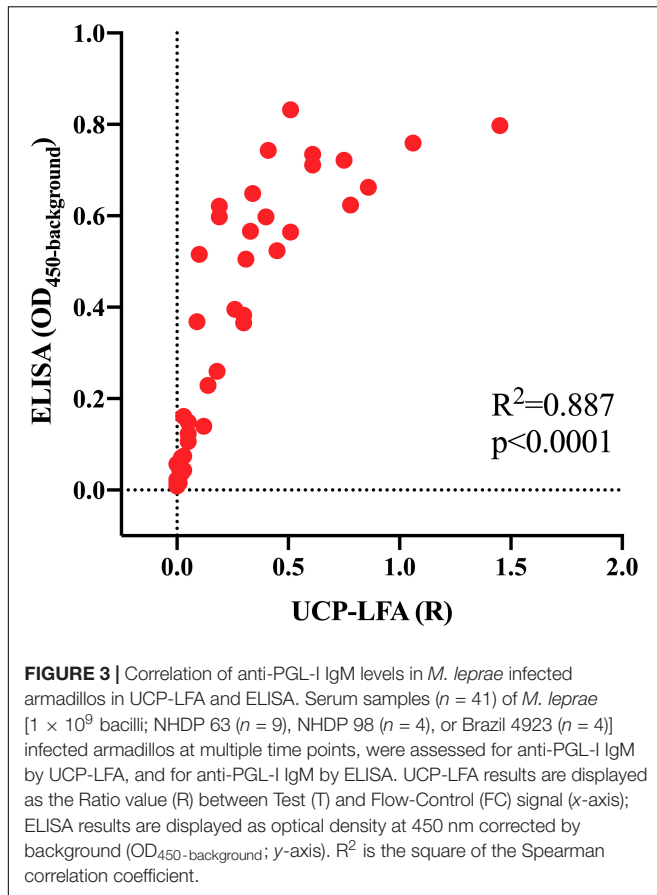 1.0
0.8
0.6
0.4
0.2
0.0
ELISA (OD450-background)
R2=0.887
p<0.0001
0.0 0.5 1.0 1.5 2.0
UCP-LFA (R)
FIGURE 3 | Correlation of anti-PGL-I IgM levels in M. leprae infected
armadillos in UCP-LFA and ELISA. Serum samples (n = 41) of M. leprae
[1 × 10⁹ bacilli; NHDP 63 (n = 9), NHDP 98 (n = 4), or Brazil 4923 (n = 4)]
infected armadillos at multiple time points, were assessed for anti-PGL-I IgM
by UCP-LFA, and for anti-PGL-I IgM by ELISA. UCP-LFA results are displayed
as the Ratio value (R) between Test (T) and Flow-Control (FC) signal (x-axis);
ELISA results are displayed as optical density at 450 nm corrected by
background (OD450-background; y-axis). R² is the square of the Spearman
correlation coefficient.